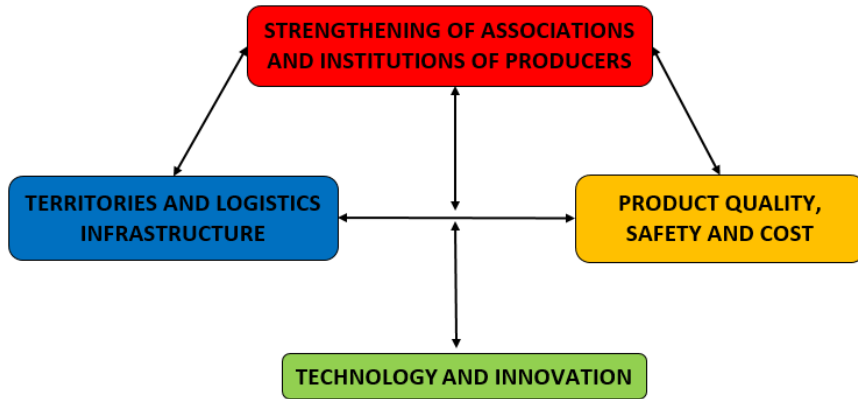 STRENGTHENING OF ASSOCIATIONS
AND INSTITUTIONS OF PRODUCERS
TERRITORIES AND LOGISTICS
INFRASTRUCTURE
PRODUCT QUALITY,
SAFETY AND COST
TECHNOLOGY AND INNOVATION